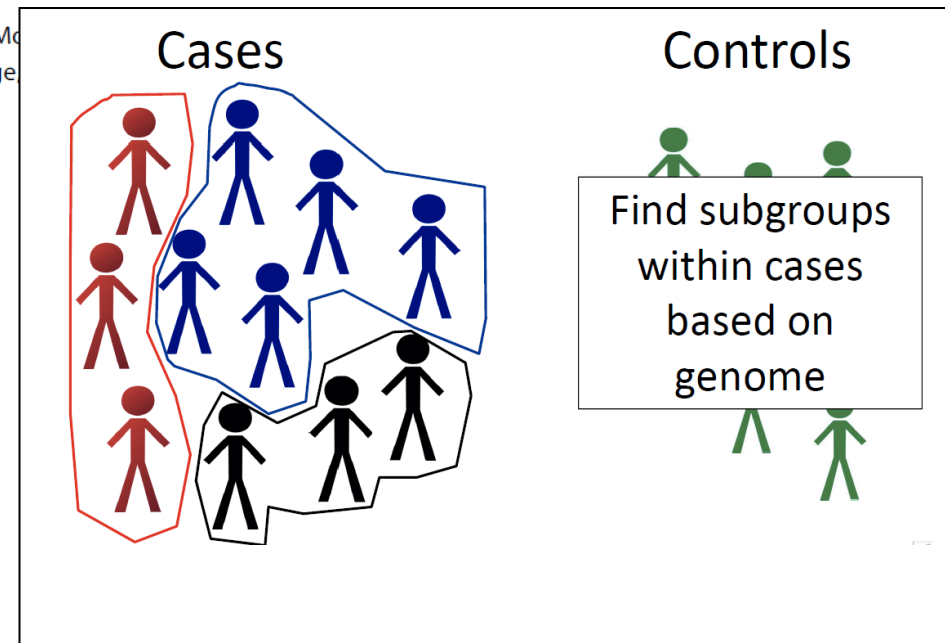 Cases
Controls
Find subgroups
within cases
based on
genome